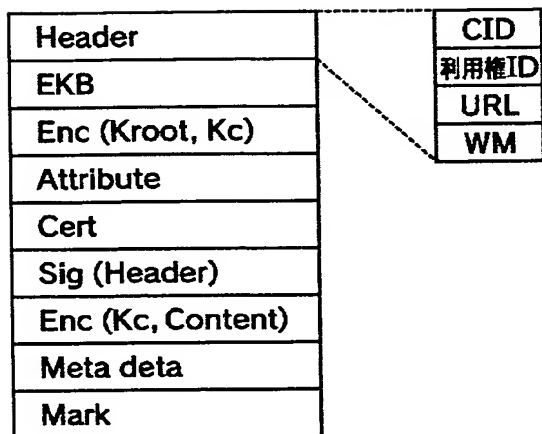 Header
EKB
Enc (Kroot, Kc)
Attribute
Cert
Sig (Header)
Enc (Kc, Content)
Meta deta
Mark
CID
利用権ID
URL
WM